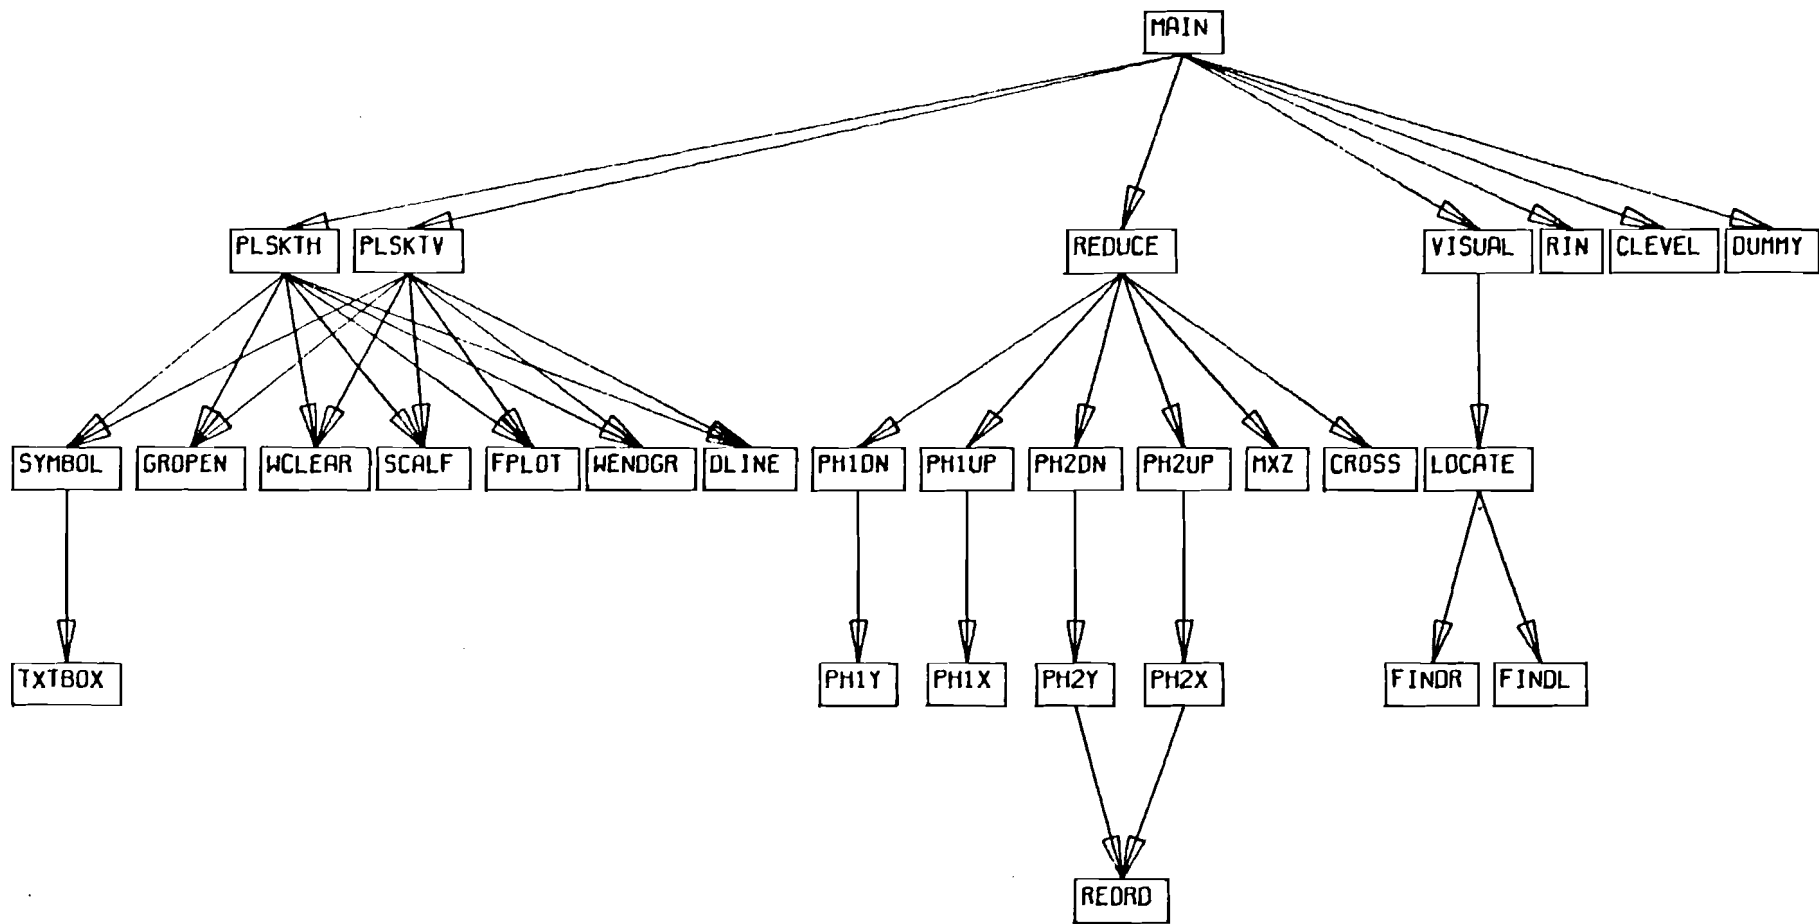 MAIN
PLSKTH PLSKTV REDUCE VISUAL RIN CLEVEL DUMMY
SYMBOL GROPEN WCLEAR SCALF FPLOT WENDGR DLINE PH1DN PH1UP PH2DN PH2UP MXZ CROSS LOCATE
TXTBOX PH1Y PH1X PH2Y PH2X FINDR FINDL
REORD